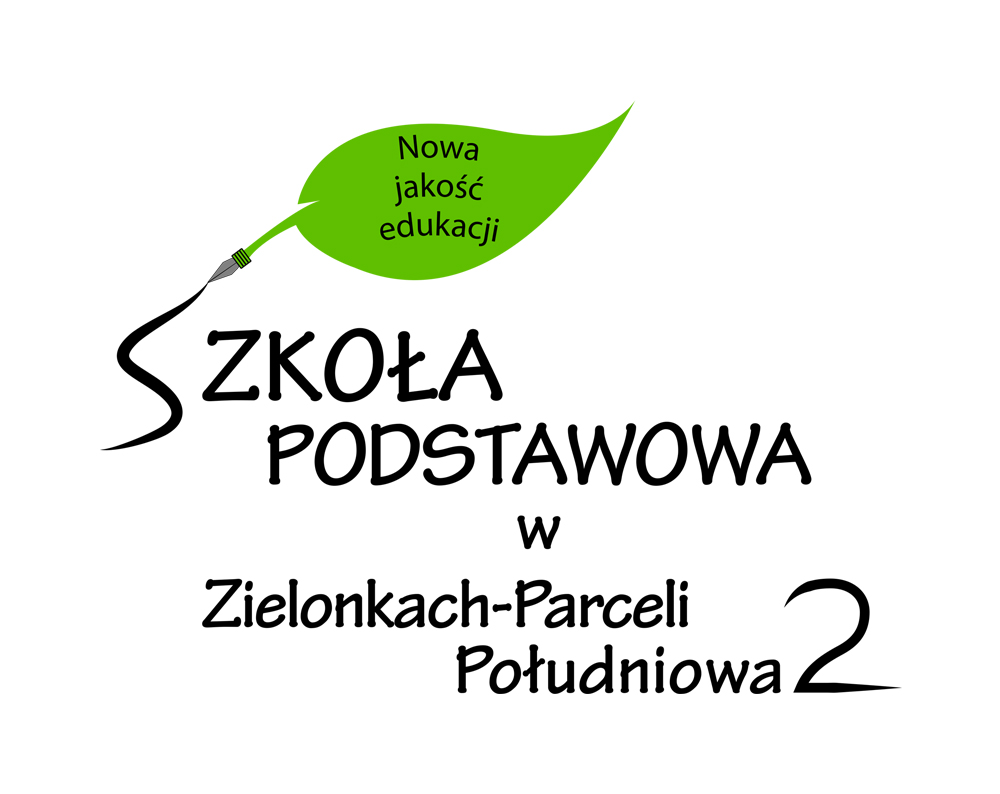 Nowa
jakość
edukacji
SZKOŁA
PODSTAWOWA
w
Zielonkach-Parceli
Południowa 2